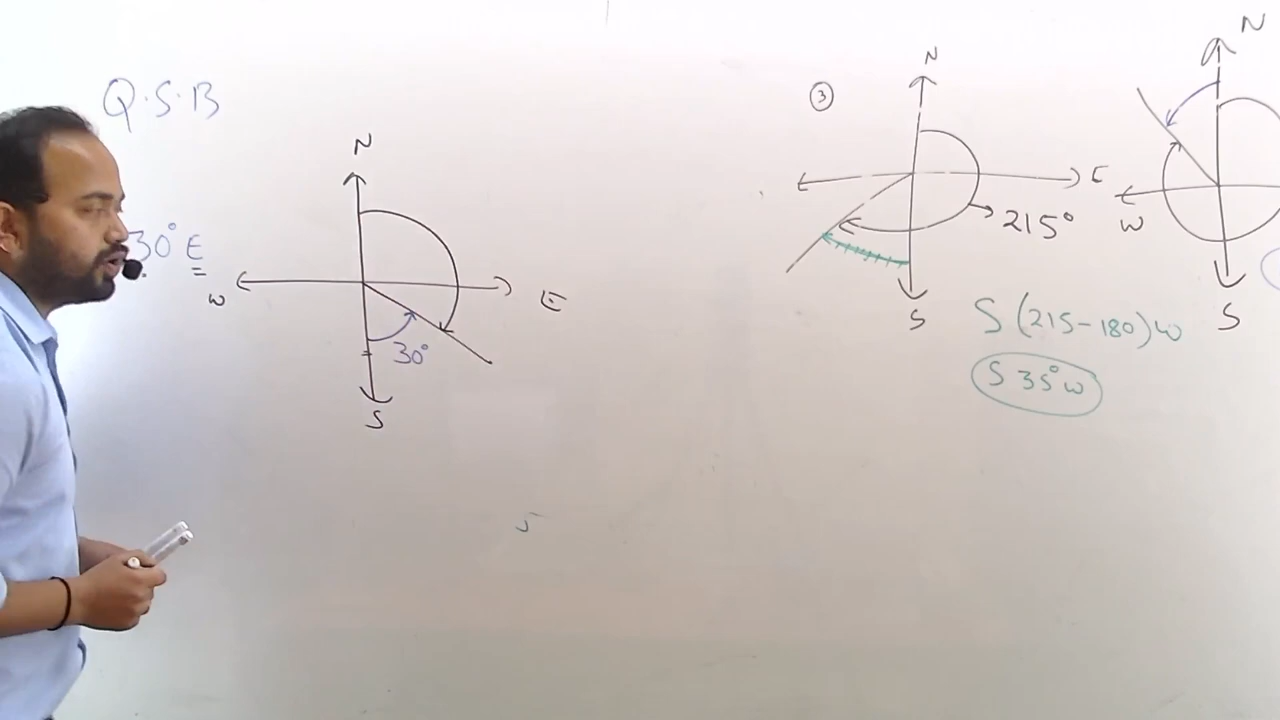 Q.S.B
30° E
N
W
E
S
30°
③
N
E
S
215°
S (215-180) W
S 35° W
N
W
S